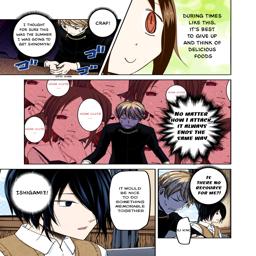 DURING TIMES
LIKE THIS,
IT'S BEST
TO GIVE UP
AND THINK OF
DELICIOUS
FOODS
CRAP!
I THOUGHT
FOR SURE THIS
WAS THE SUMMER
I WAS GOING
TO GET
SHINOMIYA!
NO MATTER
HOW I ATTACK...
IT ALWAYS
ENDS THE
SAME WAY.
IS THERE
NO RECOURSE
FOR ME?!
IT WOULD
BE NICE
TO DO
SOMETHING
MEMORABLE
TOGETHER
ISHIGAMI!